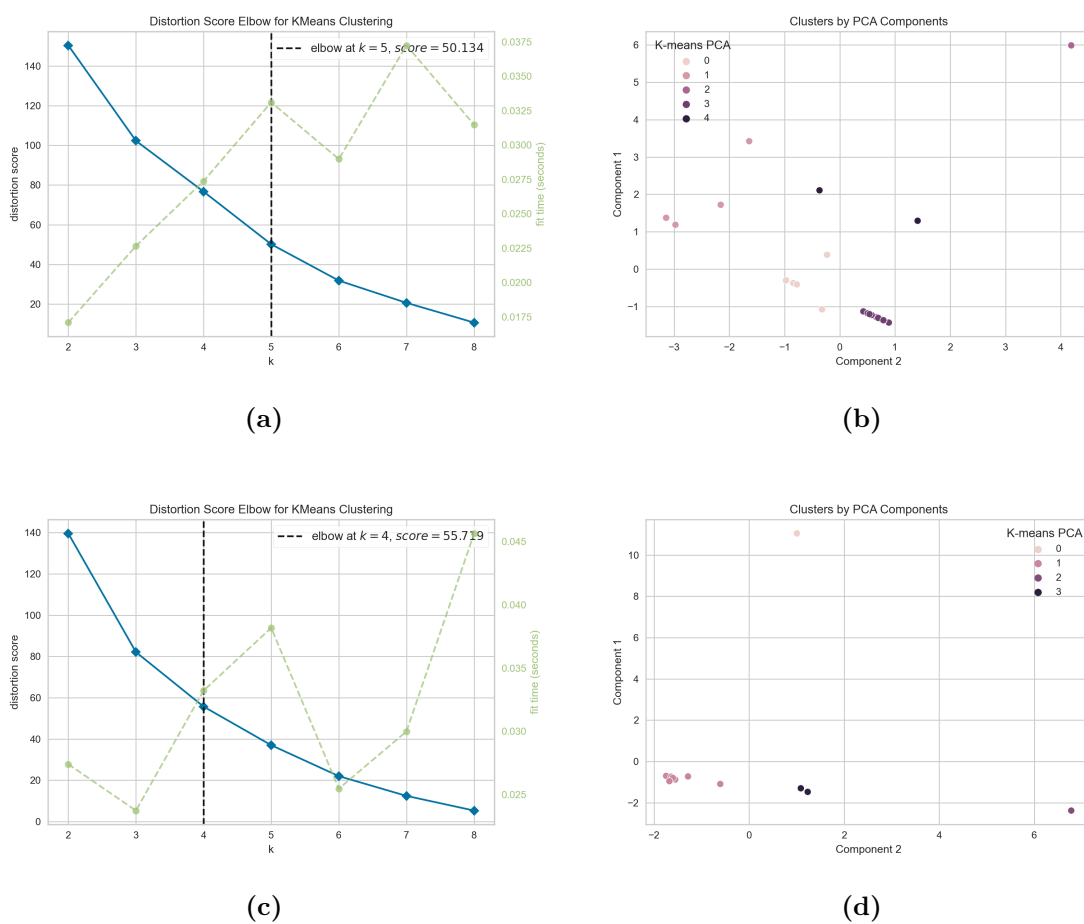 Distortion Score Elbow for KMeans Clustering
elbow at k = 5, score = 50.134
distortion score
140
120
100
80
60
40
20
2 3 4 5 6 7 8
k
0.0375
0.0350
0.0325
0.0300
0.0275
0.0250
0.0225
0.0200
0.0175
fit time (seconds)
(a)
Clusters by PCA Components
K-means PCA
0
1
2
3
4
Component 1
6
5
4
3
2
1
0
−1
−3 −2 −1 0 1 2 3 4
Component 2
(b)
Distortion Score Elbow for KMeans Clustering
elbow at k = 4, score = 55.719
distortion score
140
120
100
80
60
40
20
0
2 3 4 5 6 7 8
k
0.045
0.040
0.035
0.030
0.025
fit time (seconds)
(c)
Clusters by PCA Components
K-means PCA
0
1
2
3
Component 1
10
8
6
4
2
0
−2
−2 0 2 4 6
Component 2
(d)